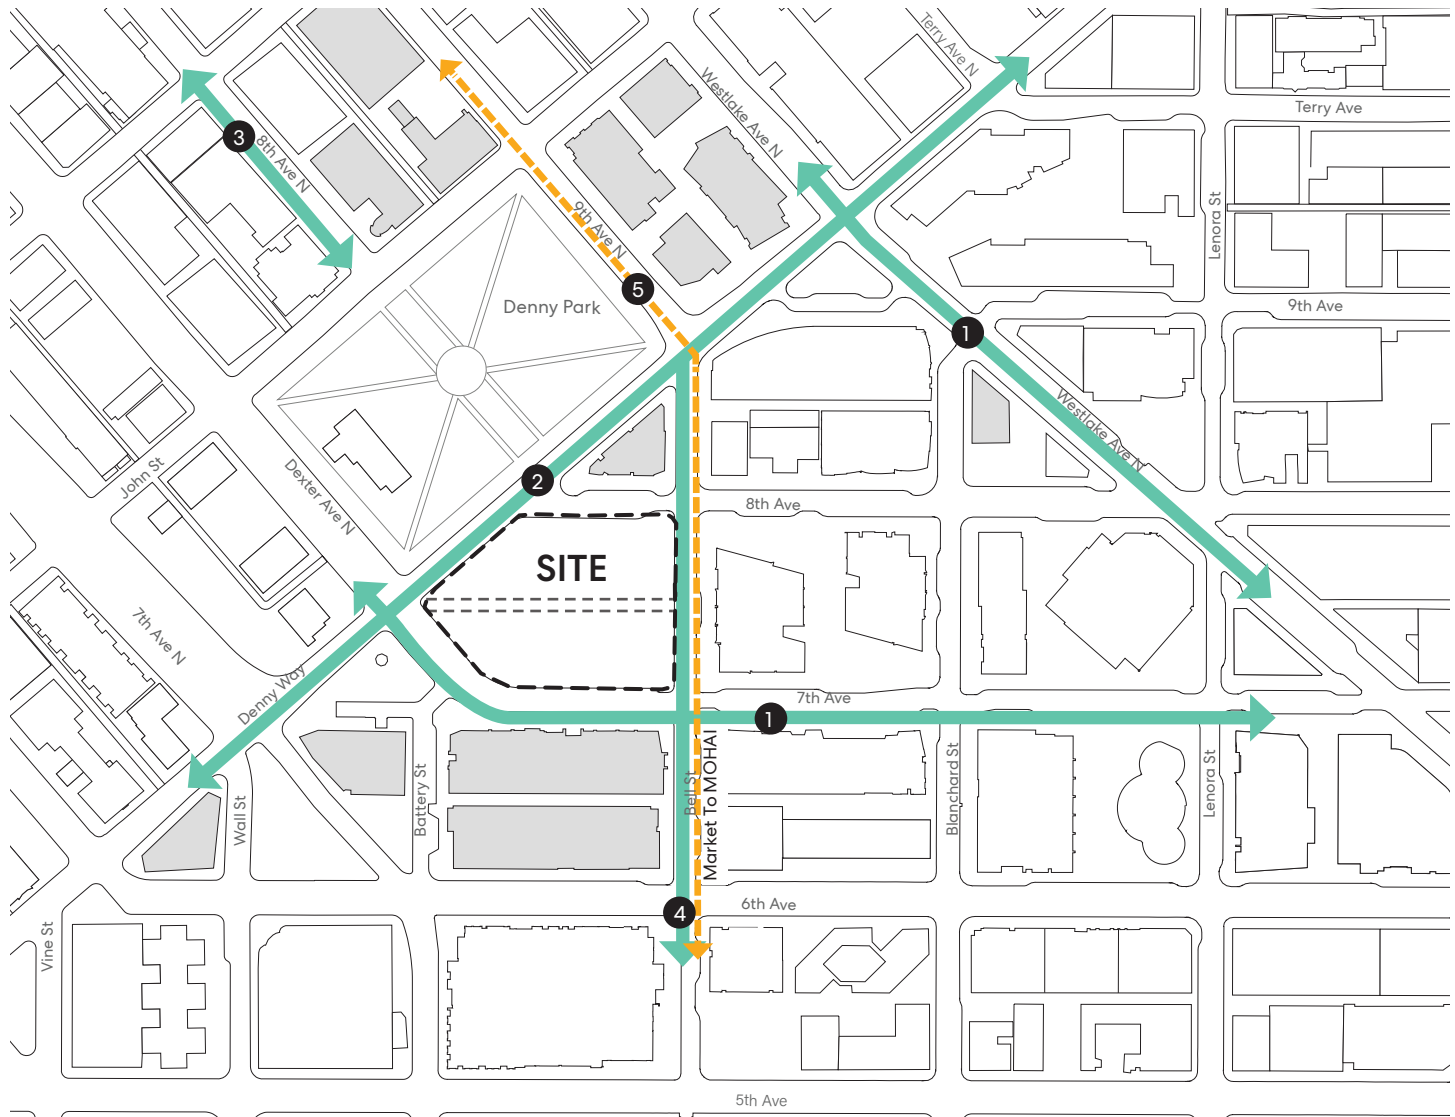 Terry Ave N
Westlake Ave N
Terry Ave
3
8th Ave N
9th Ave N
Lenora St
5
Denny Park
9th Ave
1
Westlake Ave N
John St
Dexter Ave N
2
8th Ave
SITE
7th Ave N
Denny Way
7th Ave
1
Wall St
Battery St
Bell St
Market To MOHAI
Blanchard St
Lenora St
4
6th Ave
Vine St
5th Ave